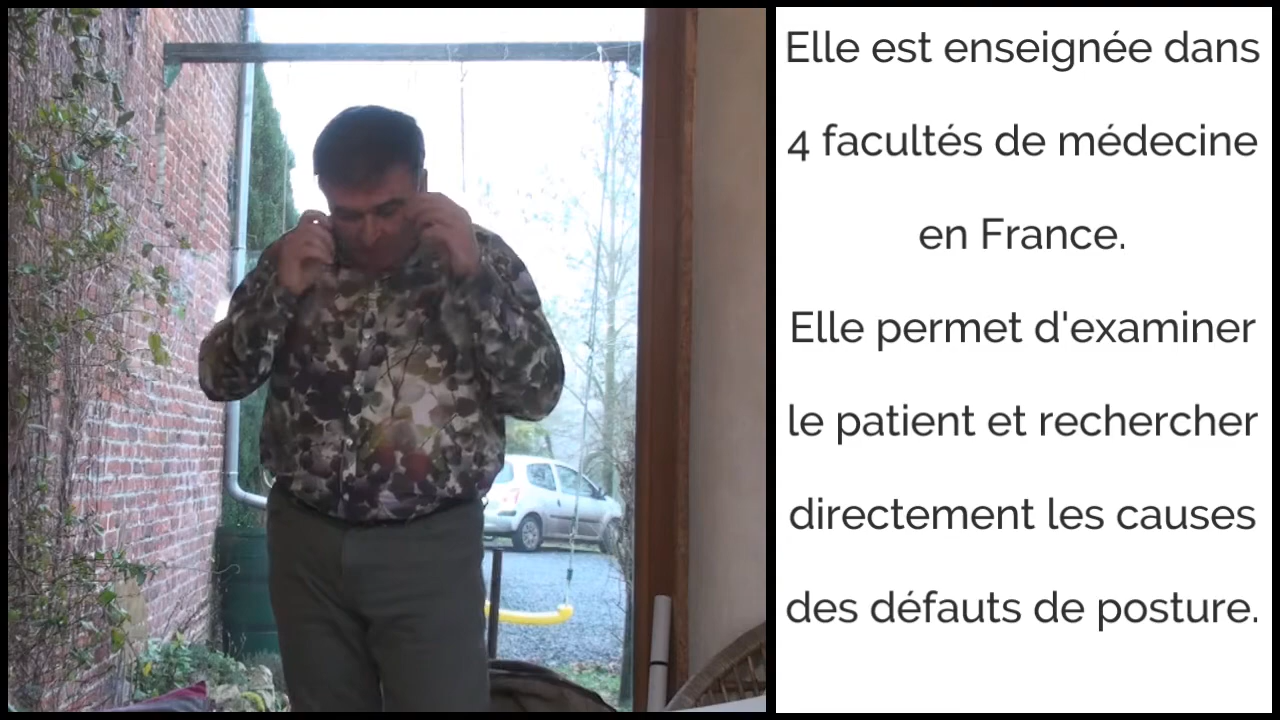 Elle est enseignée dans
4 facultés de médecine
en France.
Elle permet d'examiner
le patient et rechercher
directement les causes
des défauts de posture.